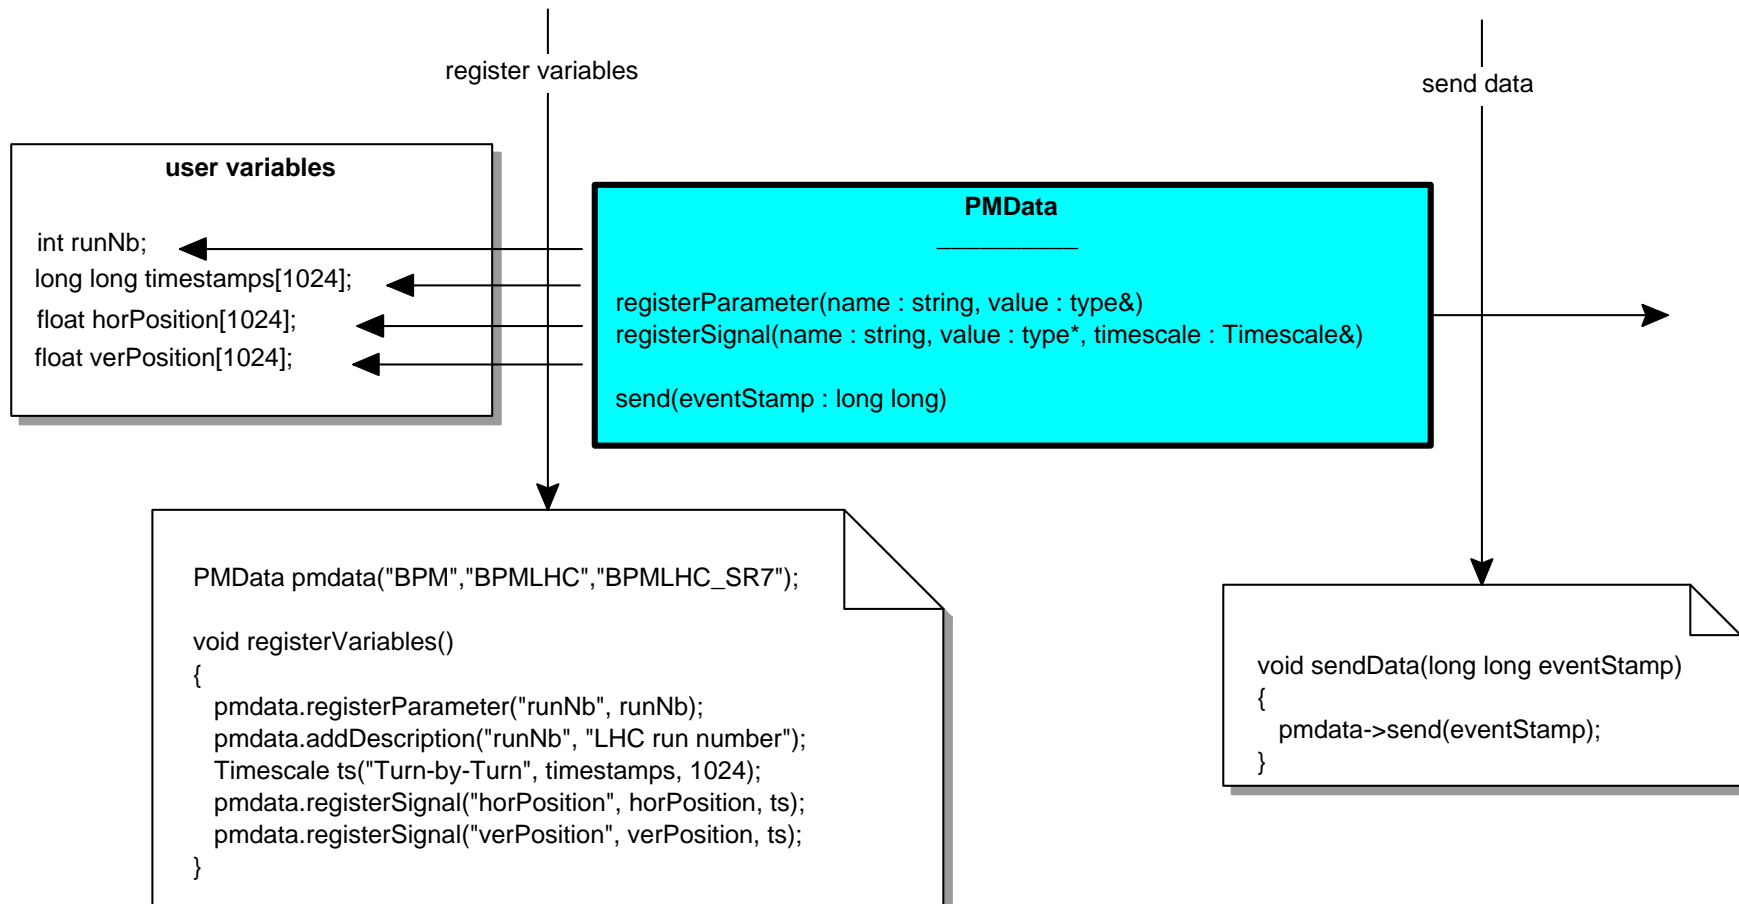 register variables
send data
user variables
int runNb;
long long timestamps[1024];
float horPosition[1024];
float verPosition[1024];
PMData
registerParameter(name : string, value : type&)
registerSignal(name : string, value : type*, timescale : Timescale&)
send(eventStamp : long long)
PMData pmdata("BPM","BPMLHC","BPMLHC_SR7");
void registerVariables()
{
pmdata.registerParameter("runNb", runNb);
pmdata.addDescription("runNb", "LHC run number");
Timescale ts("Turn-by-Turn", timestamps, 1024);
pmdata.registerSignal("horPosition", horPosition, ts);
pmdata.registerSignal("verPosition", verPosition, ts);
}
void sendData(long long eventStamp)
{
pmdata->send(eventStamp);
}